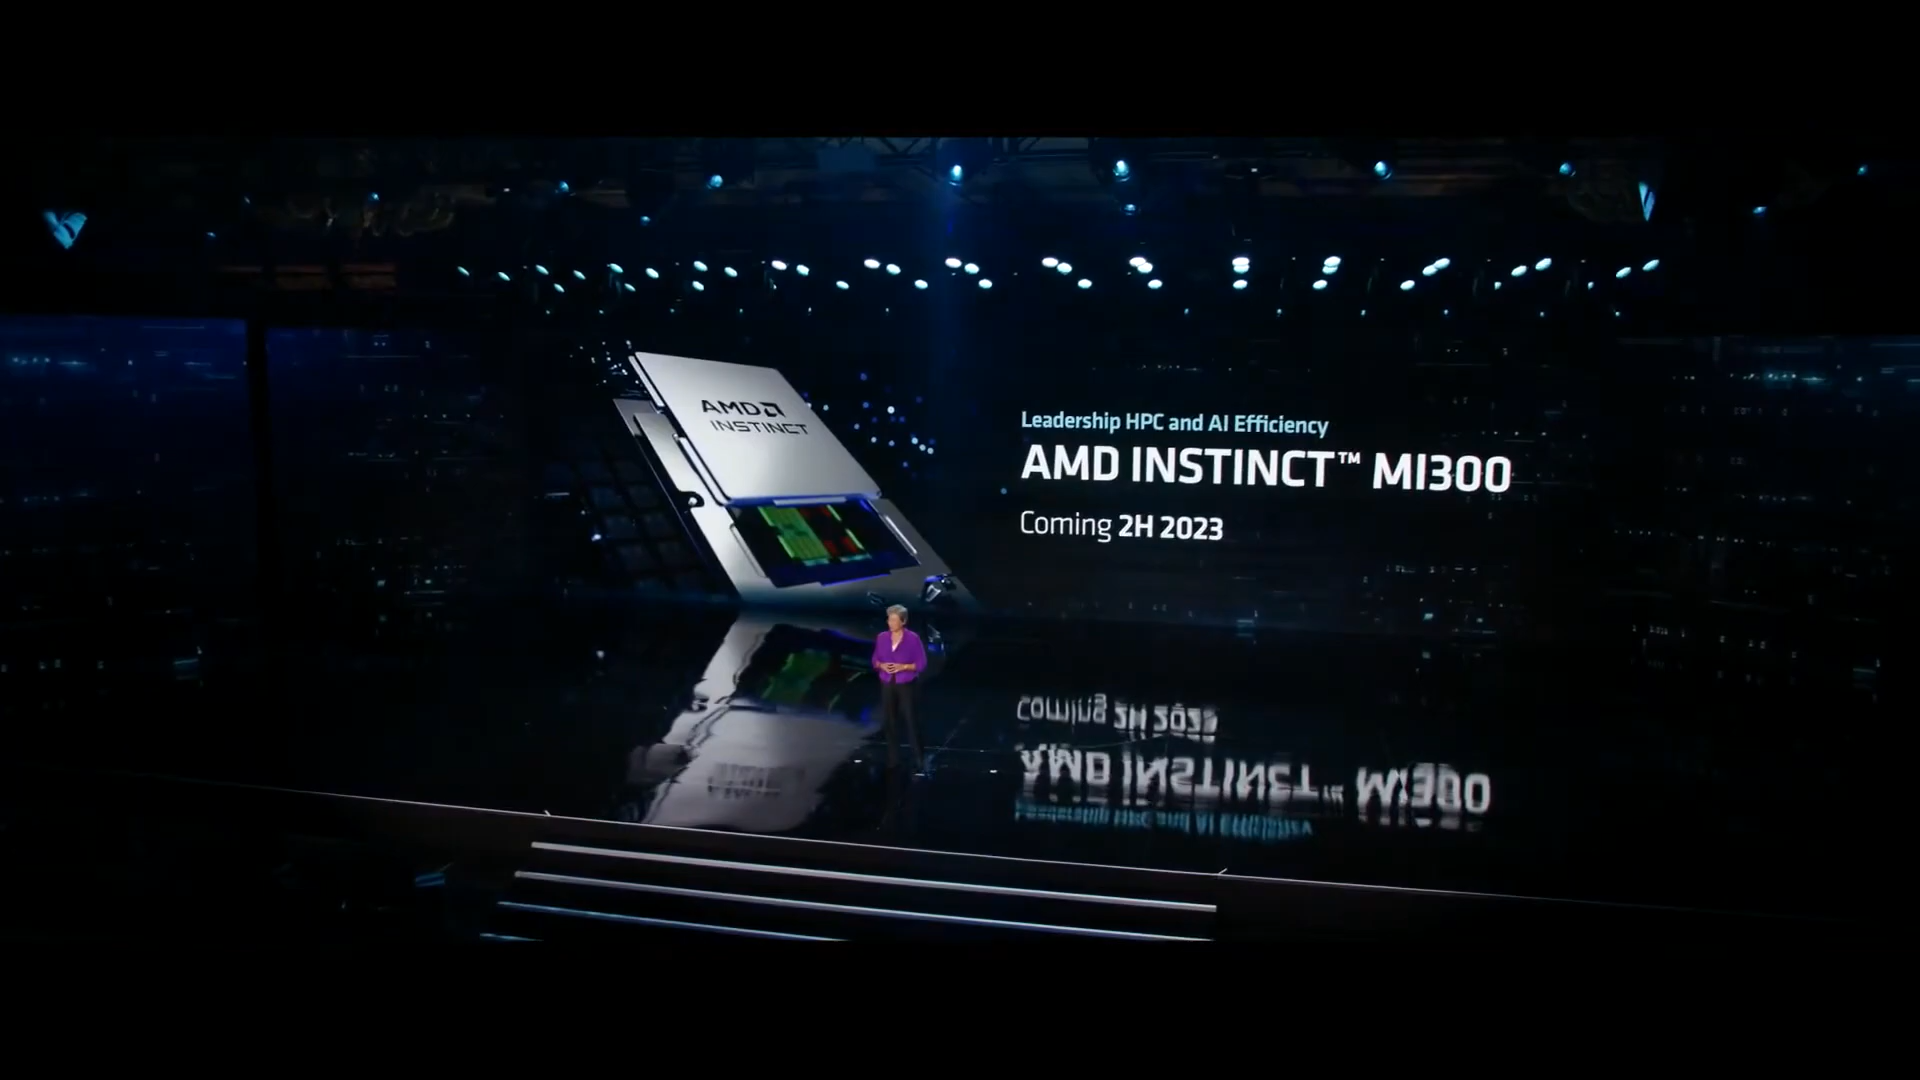 AMD
INSTINCT
Leadership HPC and AI Efficiency
AMD INSTINCT™ MI300
Coming 2H 2023